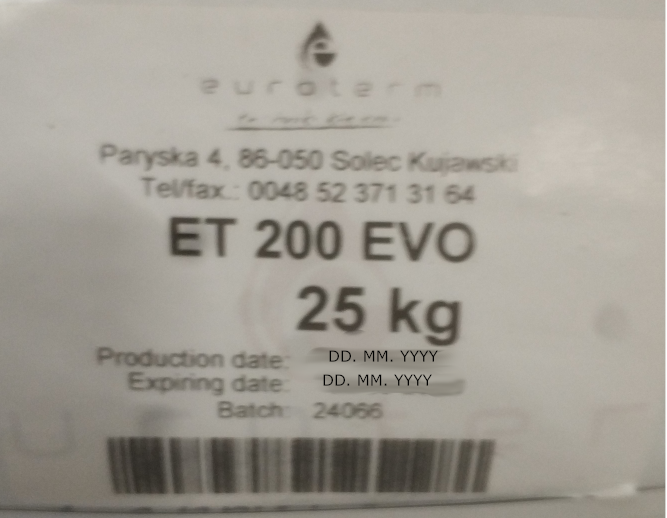 euroterm
Paryska 4, 86-050 Solec Kujawski
Tel/fax.: 0048 52 371 31 64
ET 200 EVO
25 kg
Production date: DD. MM. YYYY
Expiring date: DD. MM. YYYY
Batch: 24066